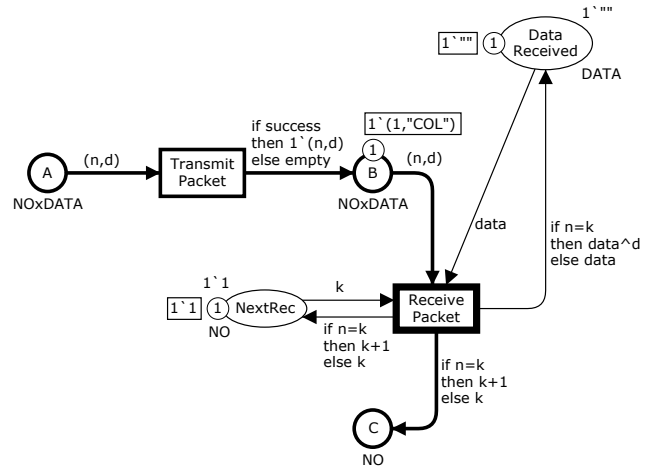 1`""
Data
Received
1`""
1
DATA
1`(1,"COL")
1
if success
then 1`(n,d)
else empty
(n,d)
(n,d)
A
Transmit
Packet
B
NOxDATA
NOxDATA
data
if n=k
then data^d
else data
1`1
k
1`1
1
NextRec
Receive
Packet
NO
if n=k
then k+1
else k
if n=k
then k+1
else k
C
NO